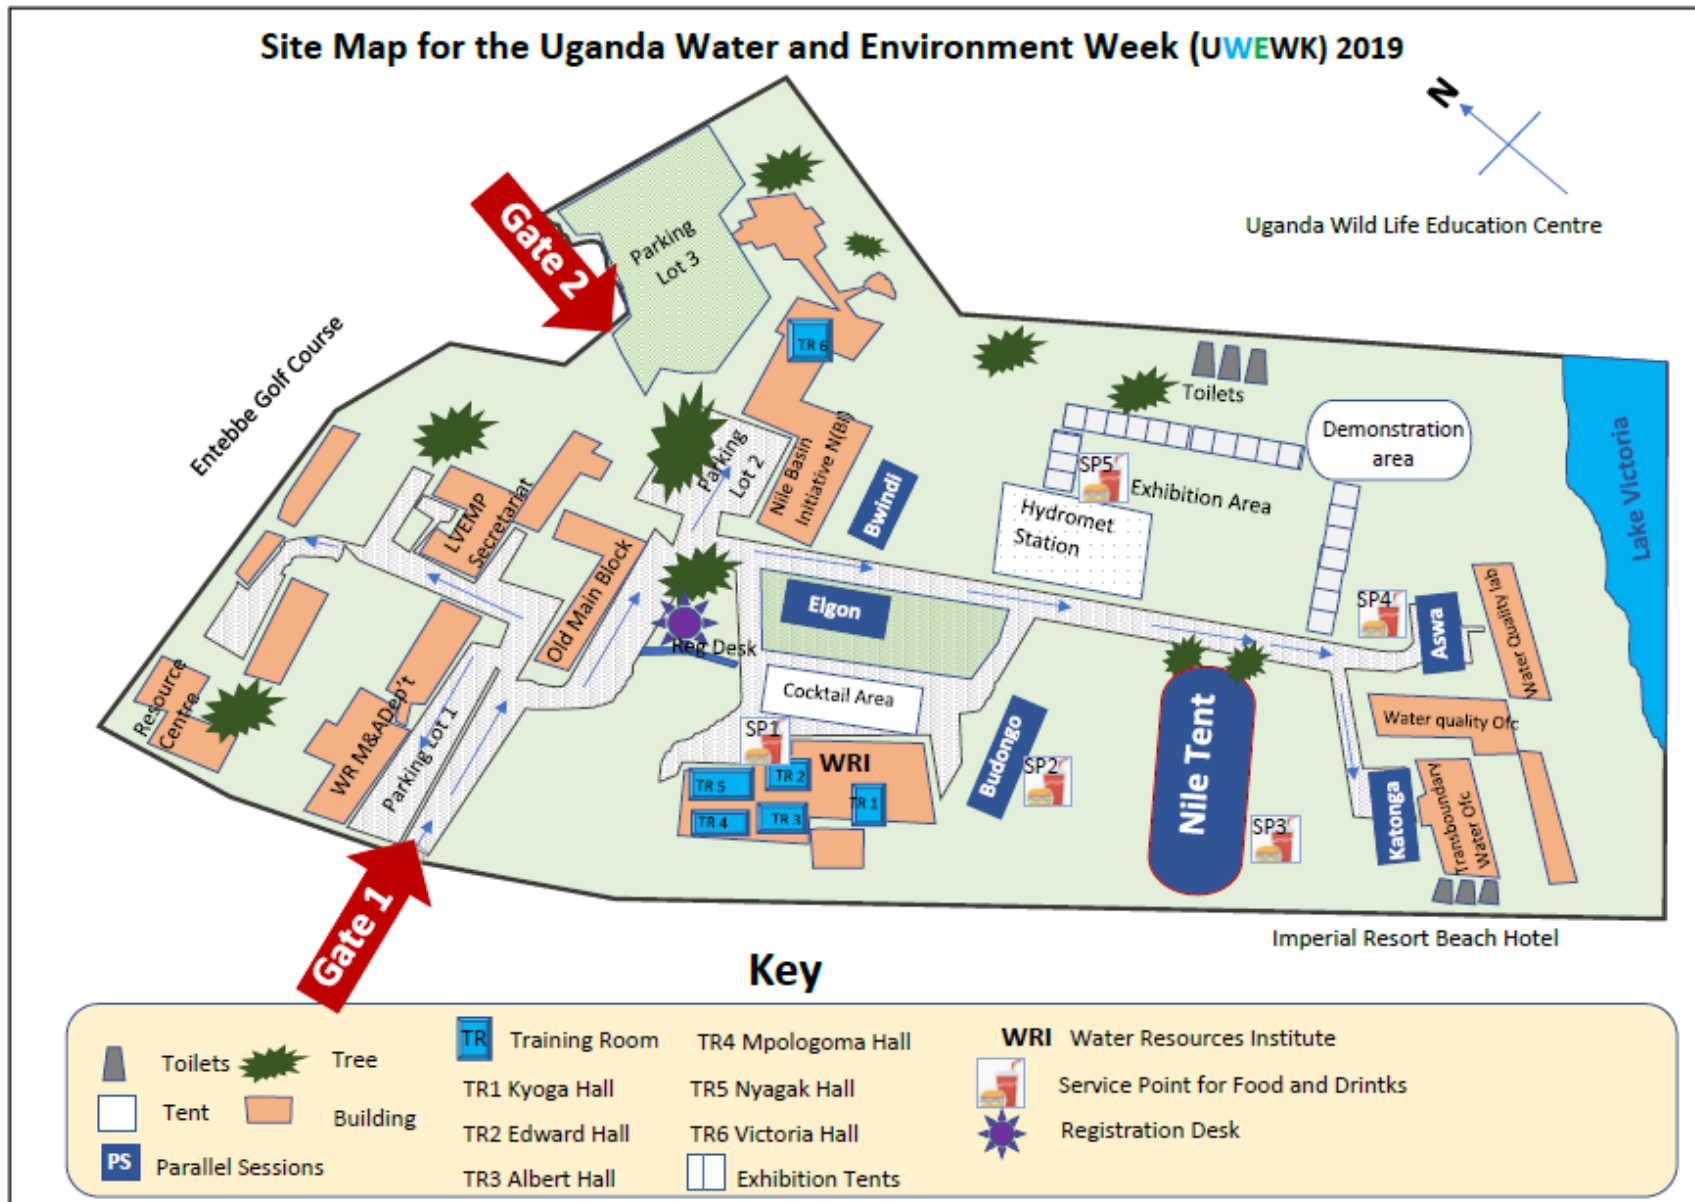 Site Map for the Uganda Water and Environment Week (UWEWK) 2019
N
Uganda Wild Life Education Centre
Gate 2
Parking
Lot 3
TR 6
Entebbe Golf Course
Toilets
Demonstration
area
Lake Victoria
Parking
Lot 2
Nile Basin
Initiative N(BI)
Bwindi
SP5
Exhibition Area
Hydromet
Station
LVEMP
Secretariat
Old Main Block
Elgon
Reg Desk
SP4
Aswa
Water Quality lab
Cocktail Area
Resource
Centre
WR M&ADep't
Parking Lot 1
SP1
WRI
TR 5
TR 2
TR 1
TR 4
TR 3
Budongo
SP2
Nile Tent
SP3
Water quality Ofc
Katonga
Transboundary
Water Ofc
Gate 1
Imperial Resort Beach Hotel
Key
Toilets
Tree
Tent
Building
PS
Parallel Sessions
TR
Training Room
TR1 Kyoga Hall
TR2 Edward Hall
TR3 Albert Hall
TR4 Mpologoma Hall
TR5 Nyagak Hall
TR6 Victoria Hall
Exhibition Tents
WRI Water Resources Institute
Service Point for Food and Drintks
Registration Desk